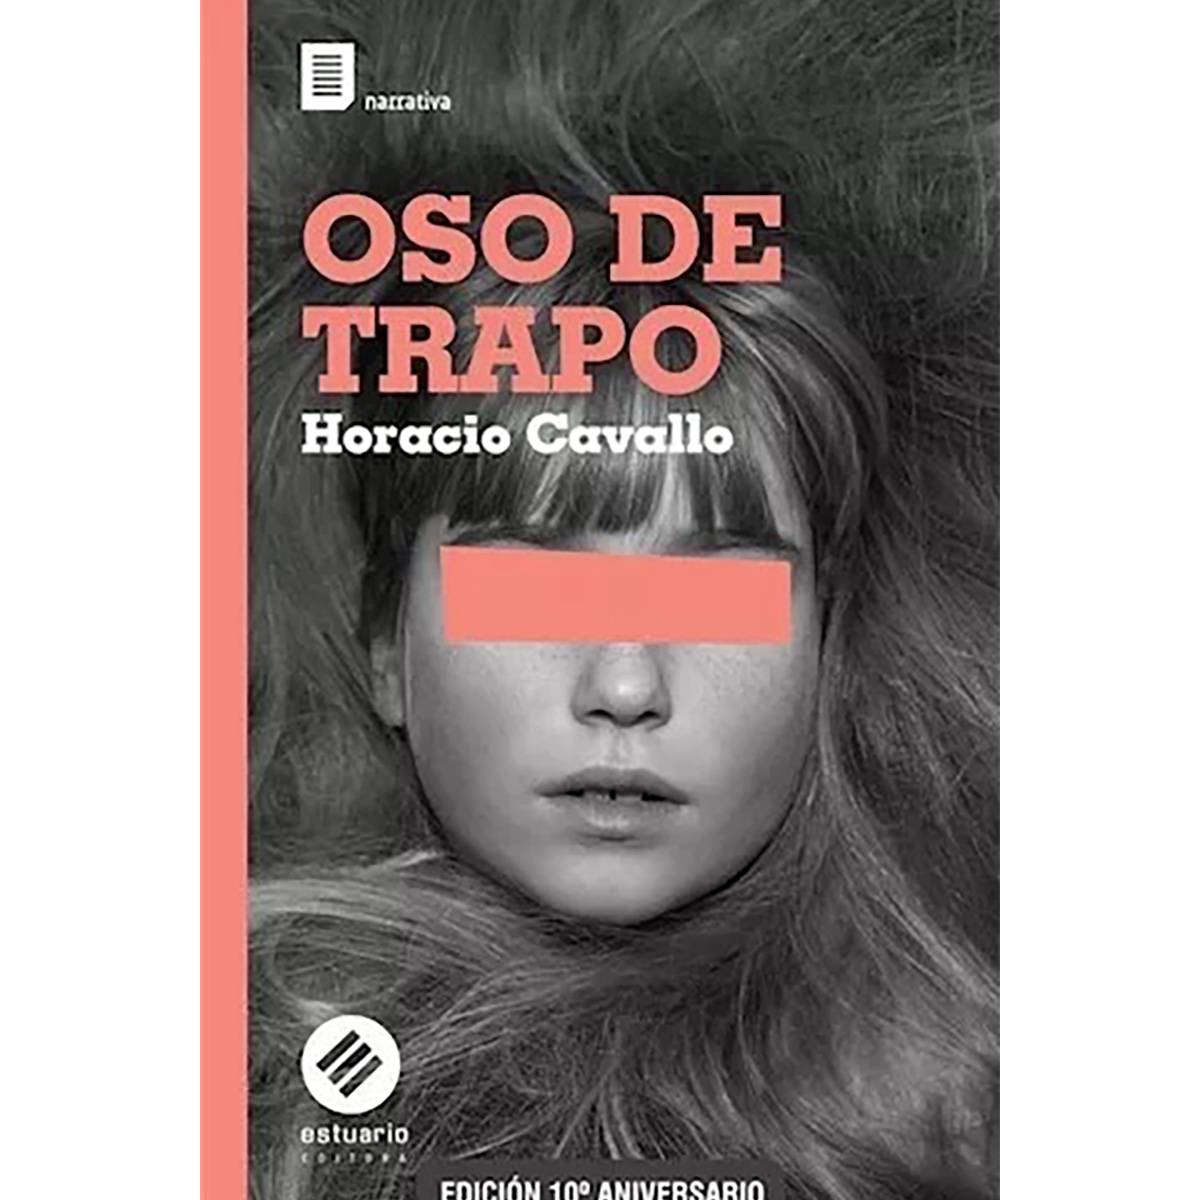 narrativa
OSO DE
TRAPO
Horacio Cavallo
estuario
EDITORA
EDICIÓN 10º ANIVERSARIO